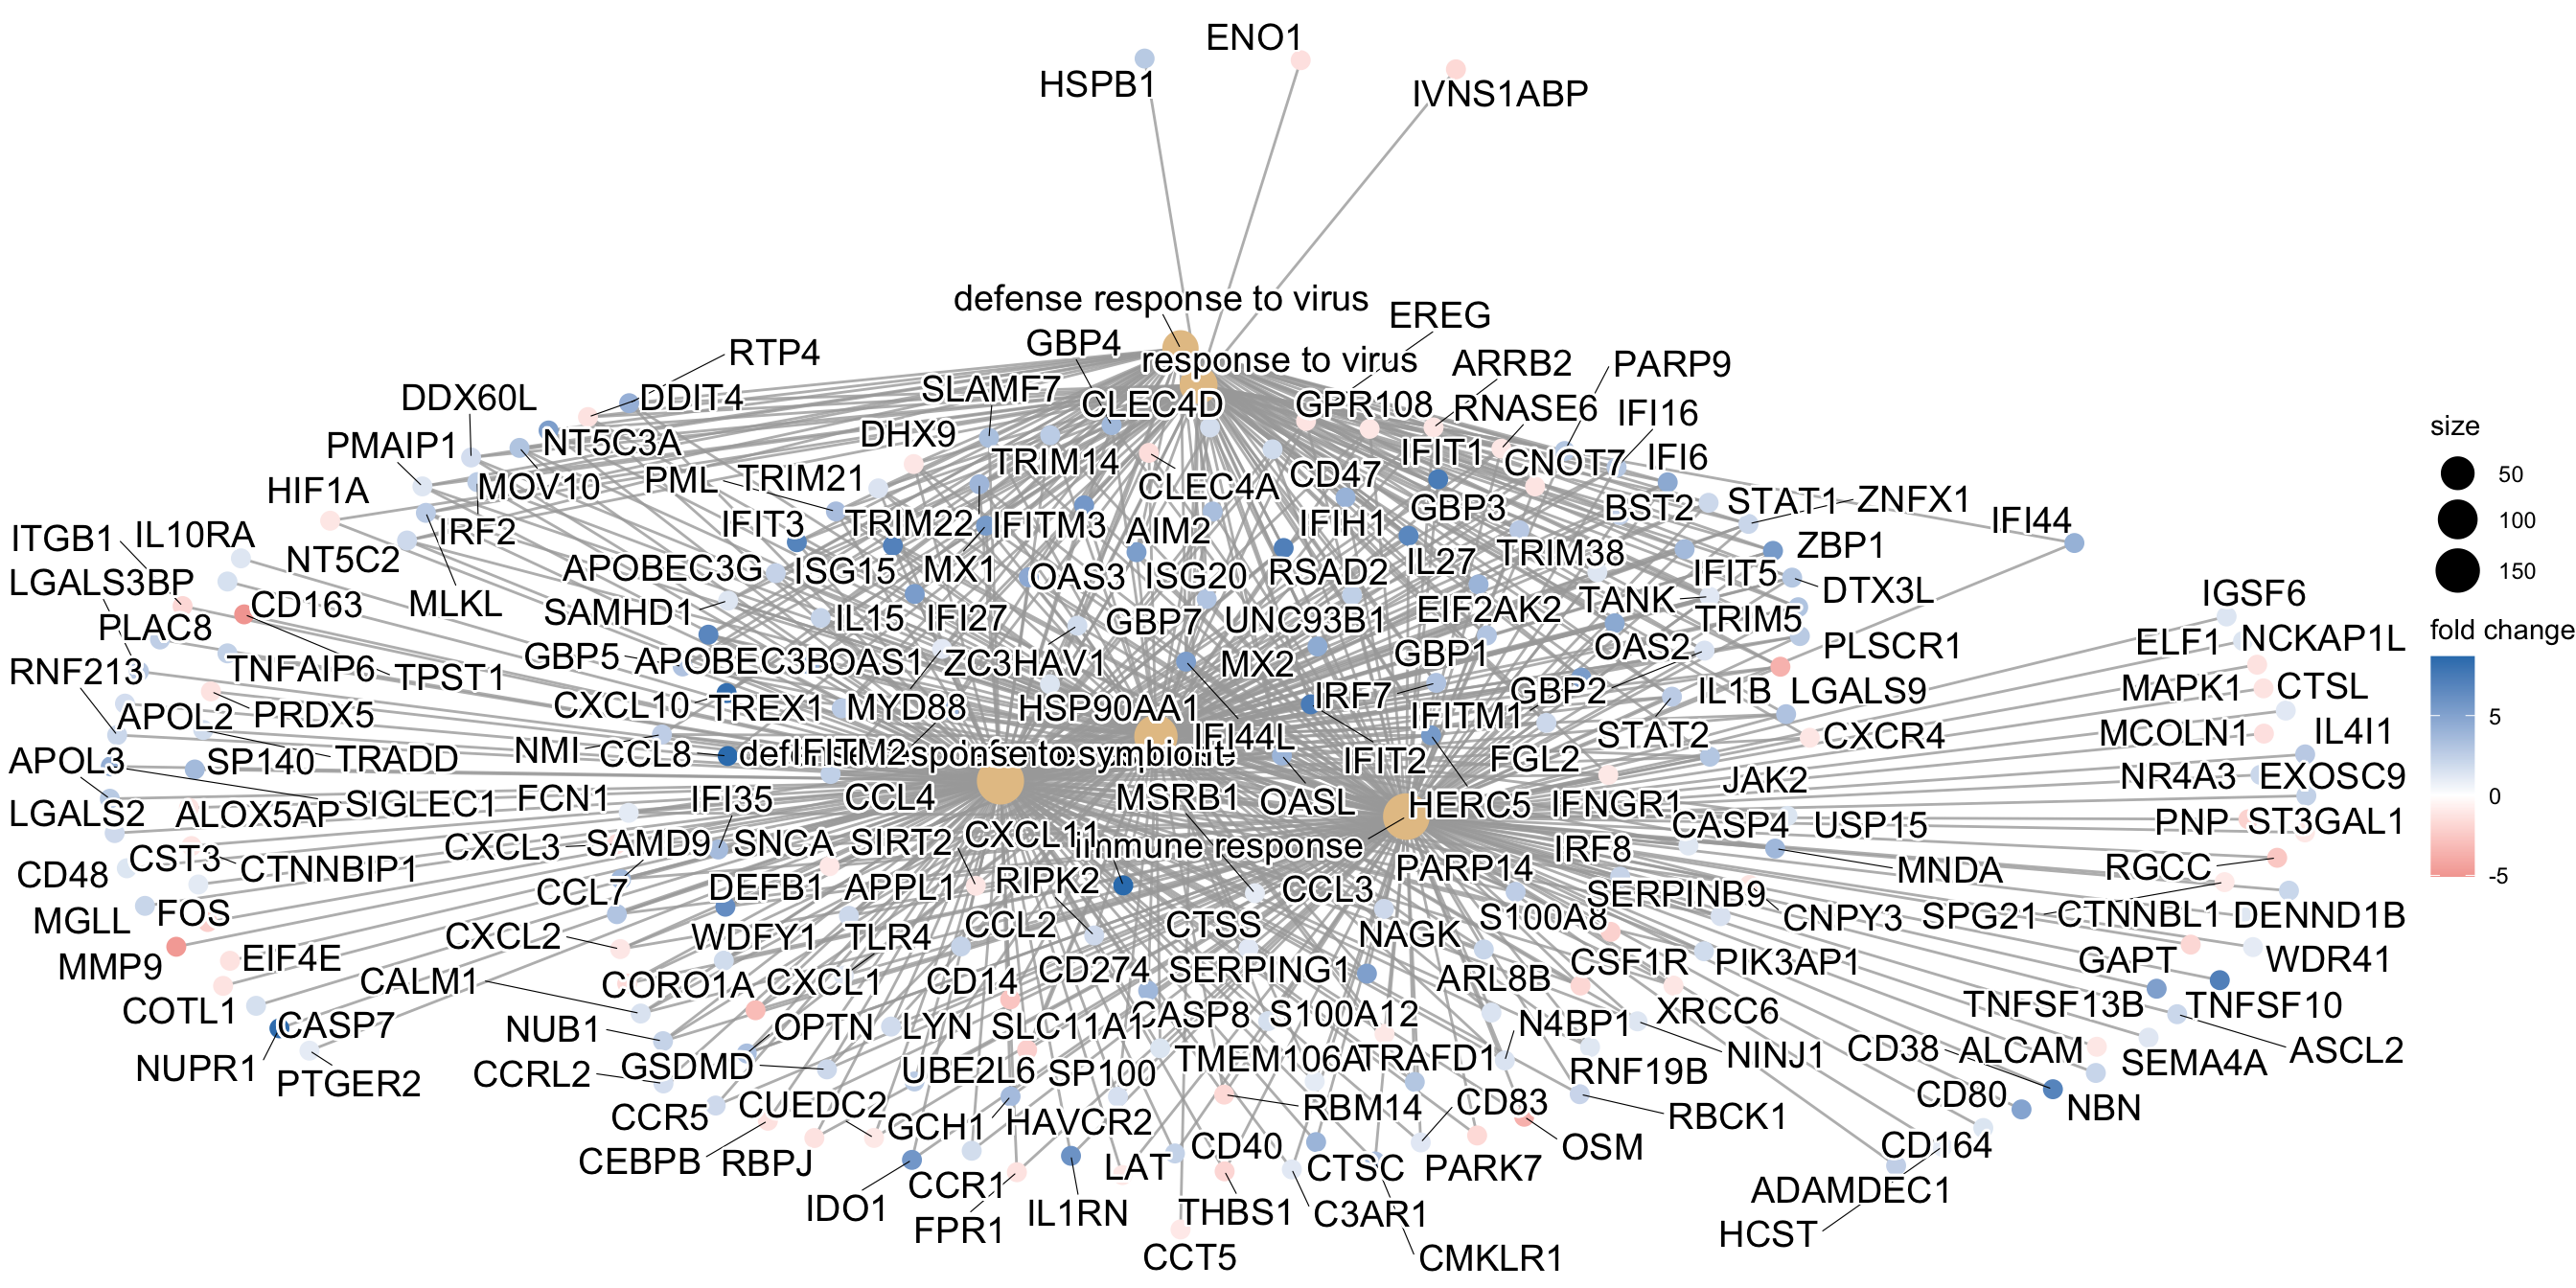 ENO1
HSPB1
IVNS1ABP
defense response to virus
EREG
GBP4
RTP4
response to virus
ARRB2
PARP9
SLAMF7
DDX60L
DDIT4
CLEC4D
GPR108
RNASE6
IFI16
PMAIP1
NT5C3A
DHX9
TRIM14
IFIT1
CNOT7
IFI6
HIF1A
MOV10
PML
TRIM21
CLEC4A
CD47
GBP3
BST2
STAT1
ZNFX1
IFI44
ITGB1
IL10RA
IRF2
IFIT3
TRIM22
IFITM3
AIM2
IFIH1
TRIM38
ZBP1
NT5C2
APOBEC3G
ISG15
MX1
OAS3
ISG20
RSAD2
IL27
IFIT5
DTX3L
LGALS3BP
CD163
MLKL
SAMHD1
IL15
IFI27
GBP7
UNC93B1
EIF2AK2
TANK
TRIM5
IGSF6
PLAC8
GBP5
APOBEC3B
OAS1
ZC3HAV1
MX2
GBP1
OAS2
PLSCR1
ELF1
NCKAP1L
RNF213
TNFAIP6
TPST1
CXCL10
TREX1
MYD88
HSP90AA1
IRF7
GBP2
IL1B
LGALS9
MAPK1
CTSL
APOL2
PRDX5
IFITM1
STAT2
CXCR4
MCOLN1
IL4I1
APOL3
SP140
TRADD
NMI
CCL8
IFITM2
IFI44L
IFIT2
FGL2
JAK2
NR4A3
EXOSC9
LGALS2
ALOX5AP
SIGLEC1
FCN1
IFI35
CCL4
MSRB1
OASL
HERC5
IFNGR1
CASP4
USP15
PNP
ST3GAL1
CD48
CST3
CTNNBIP1
CXCL3
SAMD9
SNCA
SIRT2
CXCL11
immune response
PARP14
IRF8
MNDA
RGCC
MGLL
FOS
CCL7
DEFB1
APPL1
RIPK2
CCL3
SERPINB9
CNPY3
SPG21
CTNNBL1
DENND1B
MMP9
EIF4E
CXCL2
WDFY1
TLR4
CCL2
CTSS
NAGK
S100A8
CSF1R
PIK3AP1
GAPT
WDR41
COTL1
CASP7
CALM1
CORO1A
CXCL1
CD14
CD274
SERPING1
ARL8B
XRCC6
TNFSF13B
TNFSF10
NUPR1
PTGER2
NUB1
OPTN
LYN
SLC11A1
CASP8
S100A12
N4BP1
NINJ1
CD38
ALCAM
SEMA4A
ASCL2
CCRL2
GSDMD
UBE2L6
SP100
TMEM106A
TRAFD1
RNF19B
CD80
NBN
CCR5
CUEDC2
GCH1
HAVCR2
RBM14
CD83
RBCK1
CD164
CEBPB
RBPJ
CCR1
LAT
CD40
CTSC
PARK7
OSM
ADAMDEC1
IDO1
FPR1
IL1RN
THBS1
C3AR1
HCST
CCT5
CMKLR1
size
50
100
150
fold change
5
0
-5